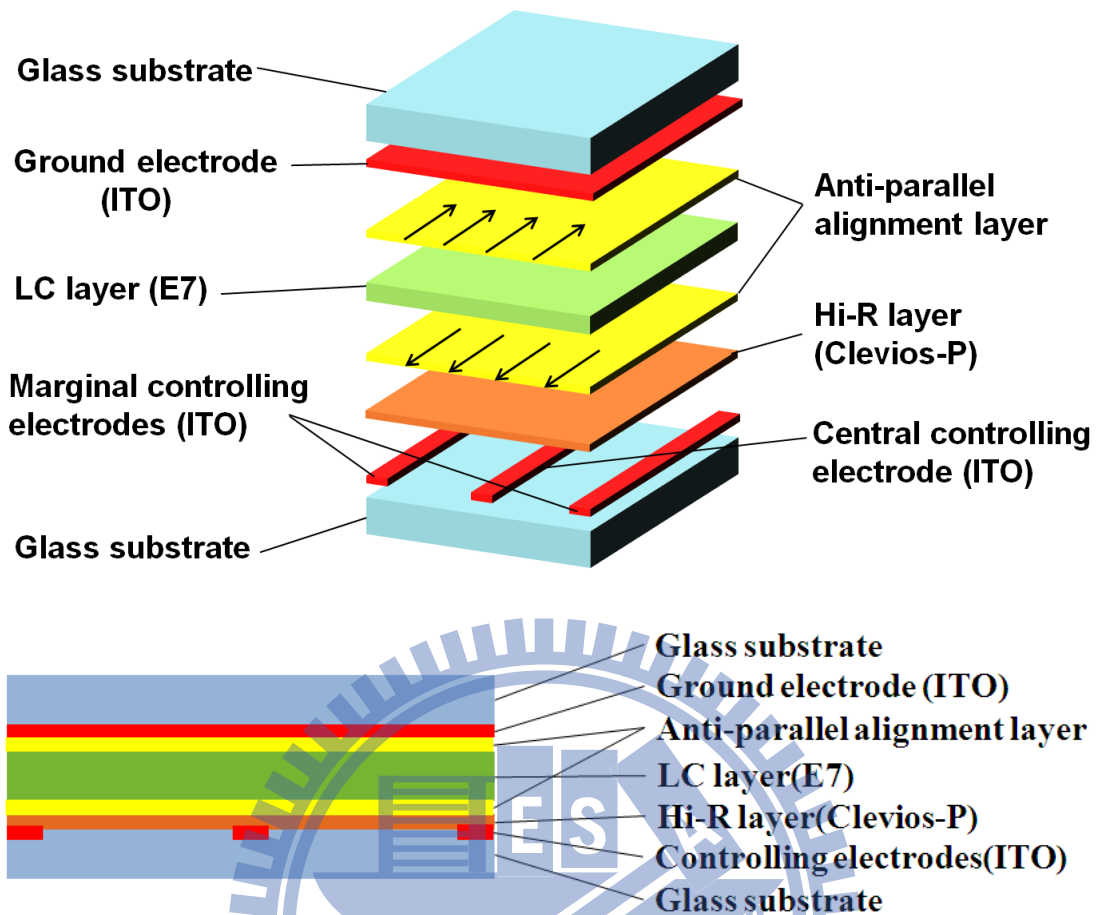 Glass substrate
Ground electrode
(ITO)
LC layer (E7)
Marginal controlling
electrodes (ITO)
Glass substrate
Anti-parallel
alignment layer
Hi-R layer
(Clevios-P)
Central controlling
electrode (ITO)
Glass substrate
Ground electrode (ITO)
Anti-parallel alignment layer
LC layer(E7)
Hi-R layer(Clevios-P)
Controlling electrodes(ITO)
Glass substrate
E S A